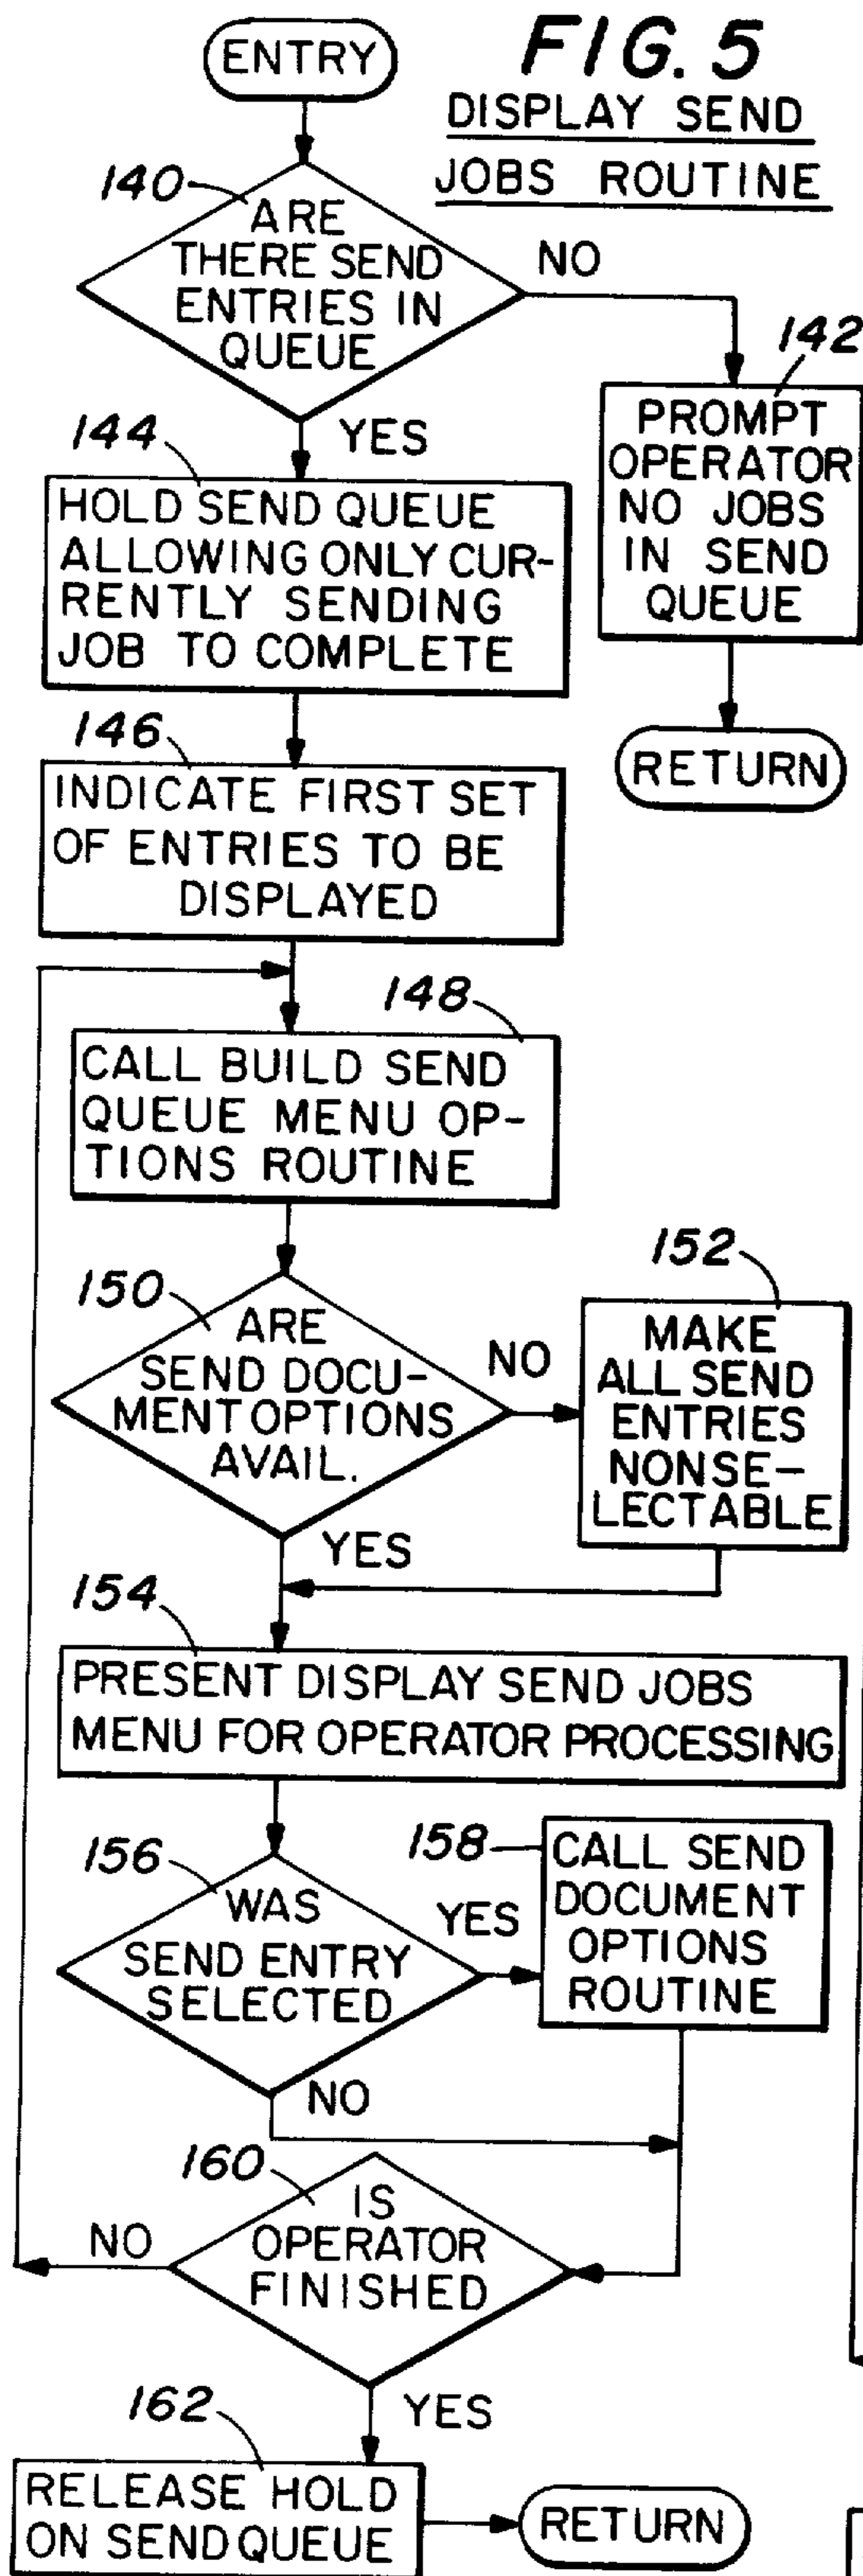 ENTRY
FIG. 5
DISPLAY SEND
JOBS ROUTINE
140
ARE
THERE SEND
ENTRIES IN
QUEUE
NO
142
PROMPT
OPERATOR
NO JOBS
IN SEND
QUEUE
RETURN
YES
144
HOLD SEND QUEUE
ALLOWING ONLY CUR-
RENTLY SENDING
JOB TO COMPLETE
146
INDICATE FIRST SET
OF ENTRIES TO BE
DISPLAYED
148
CALL BUILD SEND
QUEUE MENU OP-
TIONS ROUTINE
150
ARE
SEND DOCU-
MENT OPTIONS
AVAIL.
NO
152
MAKE
ALL SEND
ENTRIES
NONSE-
LECTABLE
YES
154
PRESENT DISPLAY SEND JOBS
MENU FOR OPERATOR PROCESSING
156
WAS
SEND ENTRY
SELECTED
YES
158
CALL SEND
DOCUMENT
OPTIONS
ROUTINE
NO
160
IS
OPERATOR
FINISHED
NO
YES
162
RELEASE HOLD
ON SEND QUEUE
RETURN